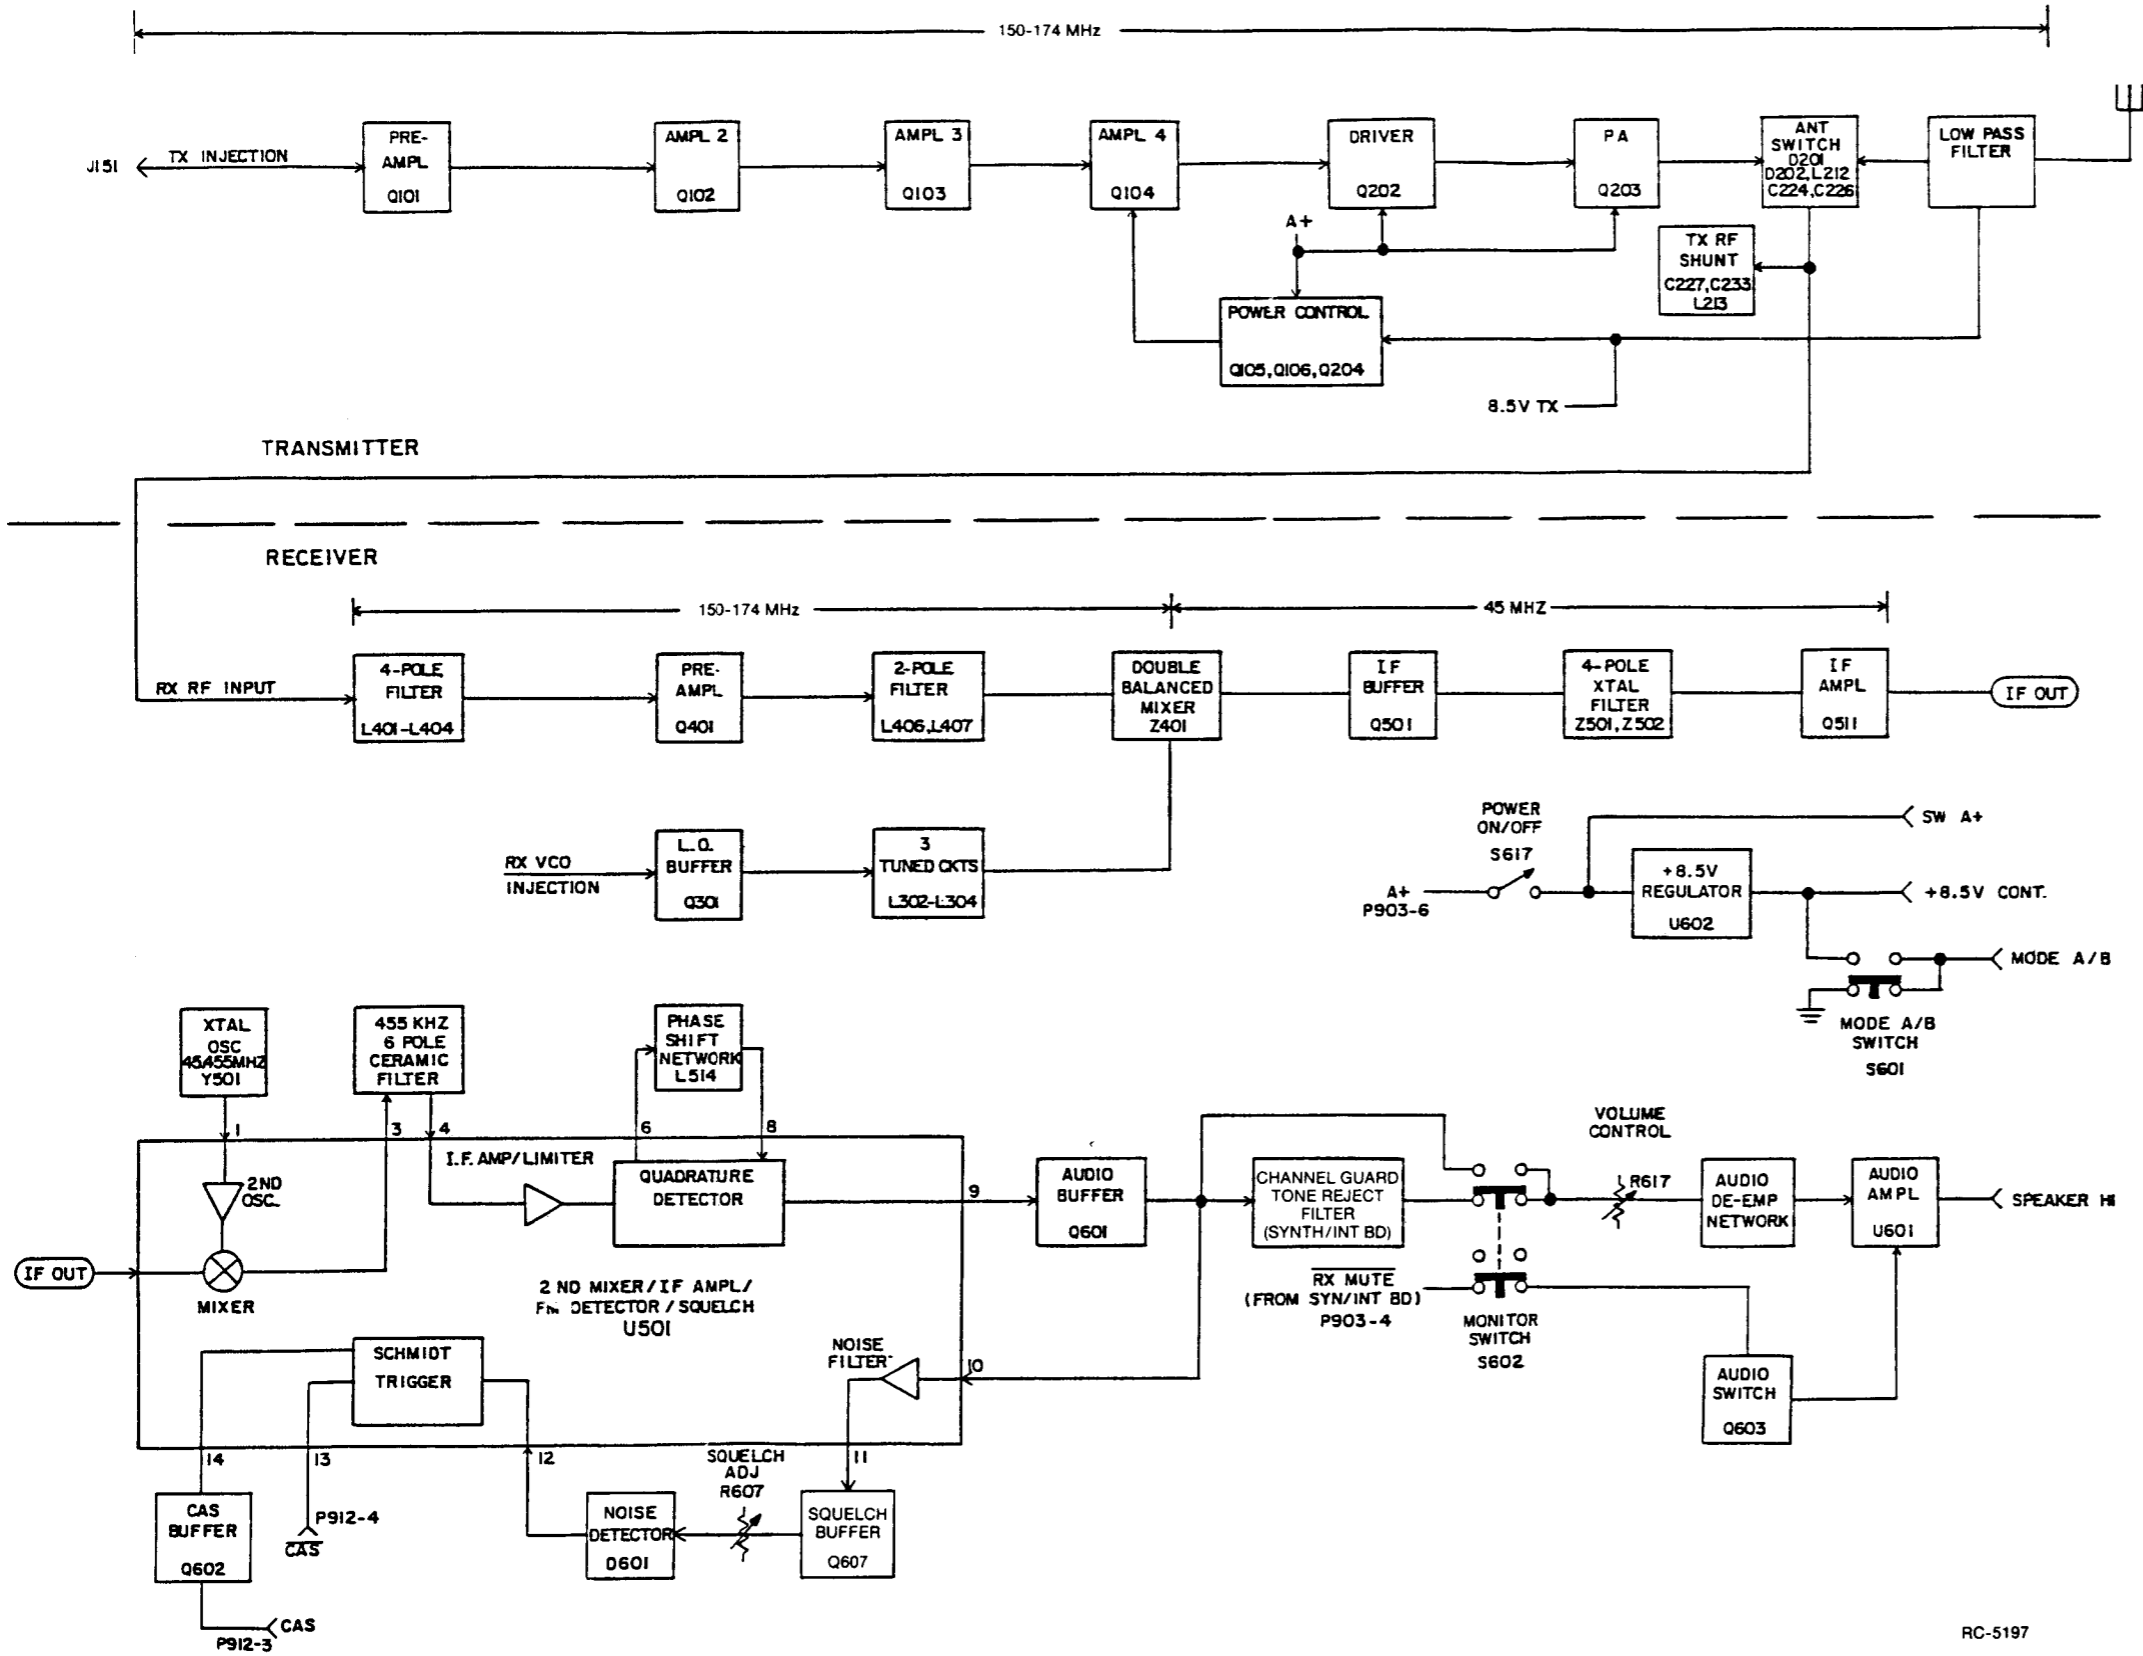 150-174 MHz
J151
TX INJECTION
PRE-
AMPL
Q101
AMPL 2
Q102
AMPL 3
Q103
AMPL 4
Q104
DRIVER
Q202
PA
Q203
ANT
SWITCH
D201
D202,L212
C224,C226
LOW PASS
FILTER
A+
TX RF
SHUNT
C227,C233
L213
POWER CONTROL
Q105,Q106,Q204
8.5V TX
TRANSMITTER
RECEIVER
150-174 MHz
45 MHZ
RX RF INPUT
4-POLE
FILTER
L401-L404
PRE-
AMPL
Q401
2-POLE
FILTER
L406,L407
DOUBLE
BALANCED
MIXER
Z401
IF
BUFFER
Q501
4-POLE
XTAL
FILTER
Z501,Z502
IF
AMPL
Q511
IF OUT
RX VCO
INJECTION
L.O.
BUFFER
Q301
3
TUNED CKTS
L302-L304
POWER
ON/OFF
S617
A+
P903-6
SW A+
+8.5V
REGULATOR
U602
+8.5V CONT.
MODE A/B
MODE A/B
SWITCH
S601
XTAL
OSC
45.455MHZ
Y501
455 KHZ
6 POLE
CERAMIC
FILTER
PHASE
SHIFT
NETWORK
L514
1
3
4
6
8
I.F. AMP/LIMITER
2ND
OSC.
QUADRATURE
DETECTOR
9
IF OUT
MIXER
2 ND MIXER/IF AMPL/
FM DETECTOR/SQUELCH
U501
AUDIO
BUFFER
Q601
CHANNEL GUARD
TONE REJECT
FILTER
(SYNTH/INT BD)
VOLUME
CONTROL
R617
AUDIO
DE-EMP
NETWORK
AUDIO
AMPL
U601
SPEAKER HI
RX MUTE
(FROM SYN/INT BD)
P903-4
MONITOR
SWITCH
S602
AUDIO
SWITCH
Q603
SCHMIDT
TRIGGER
NOISE
FILTER
10
14
13
12
11
SQUELCH
ADJ
R607
CAS
BUFFER
Q602
P912-4
CAS
NOISE
DETECTOR
D601
SQUELCH
BUFFER
Q607
CAS
P912-3
RC-5197